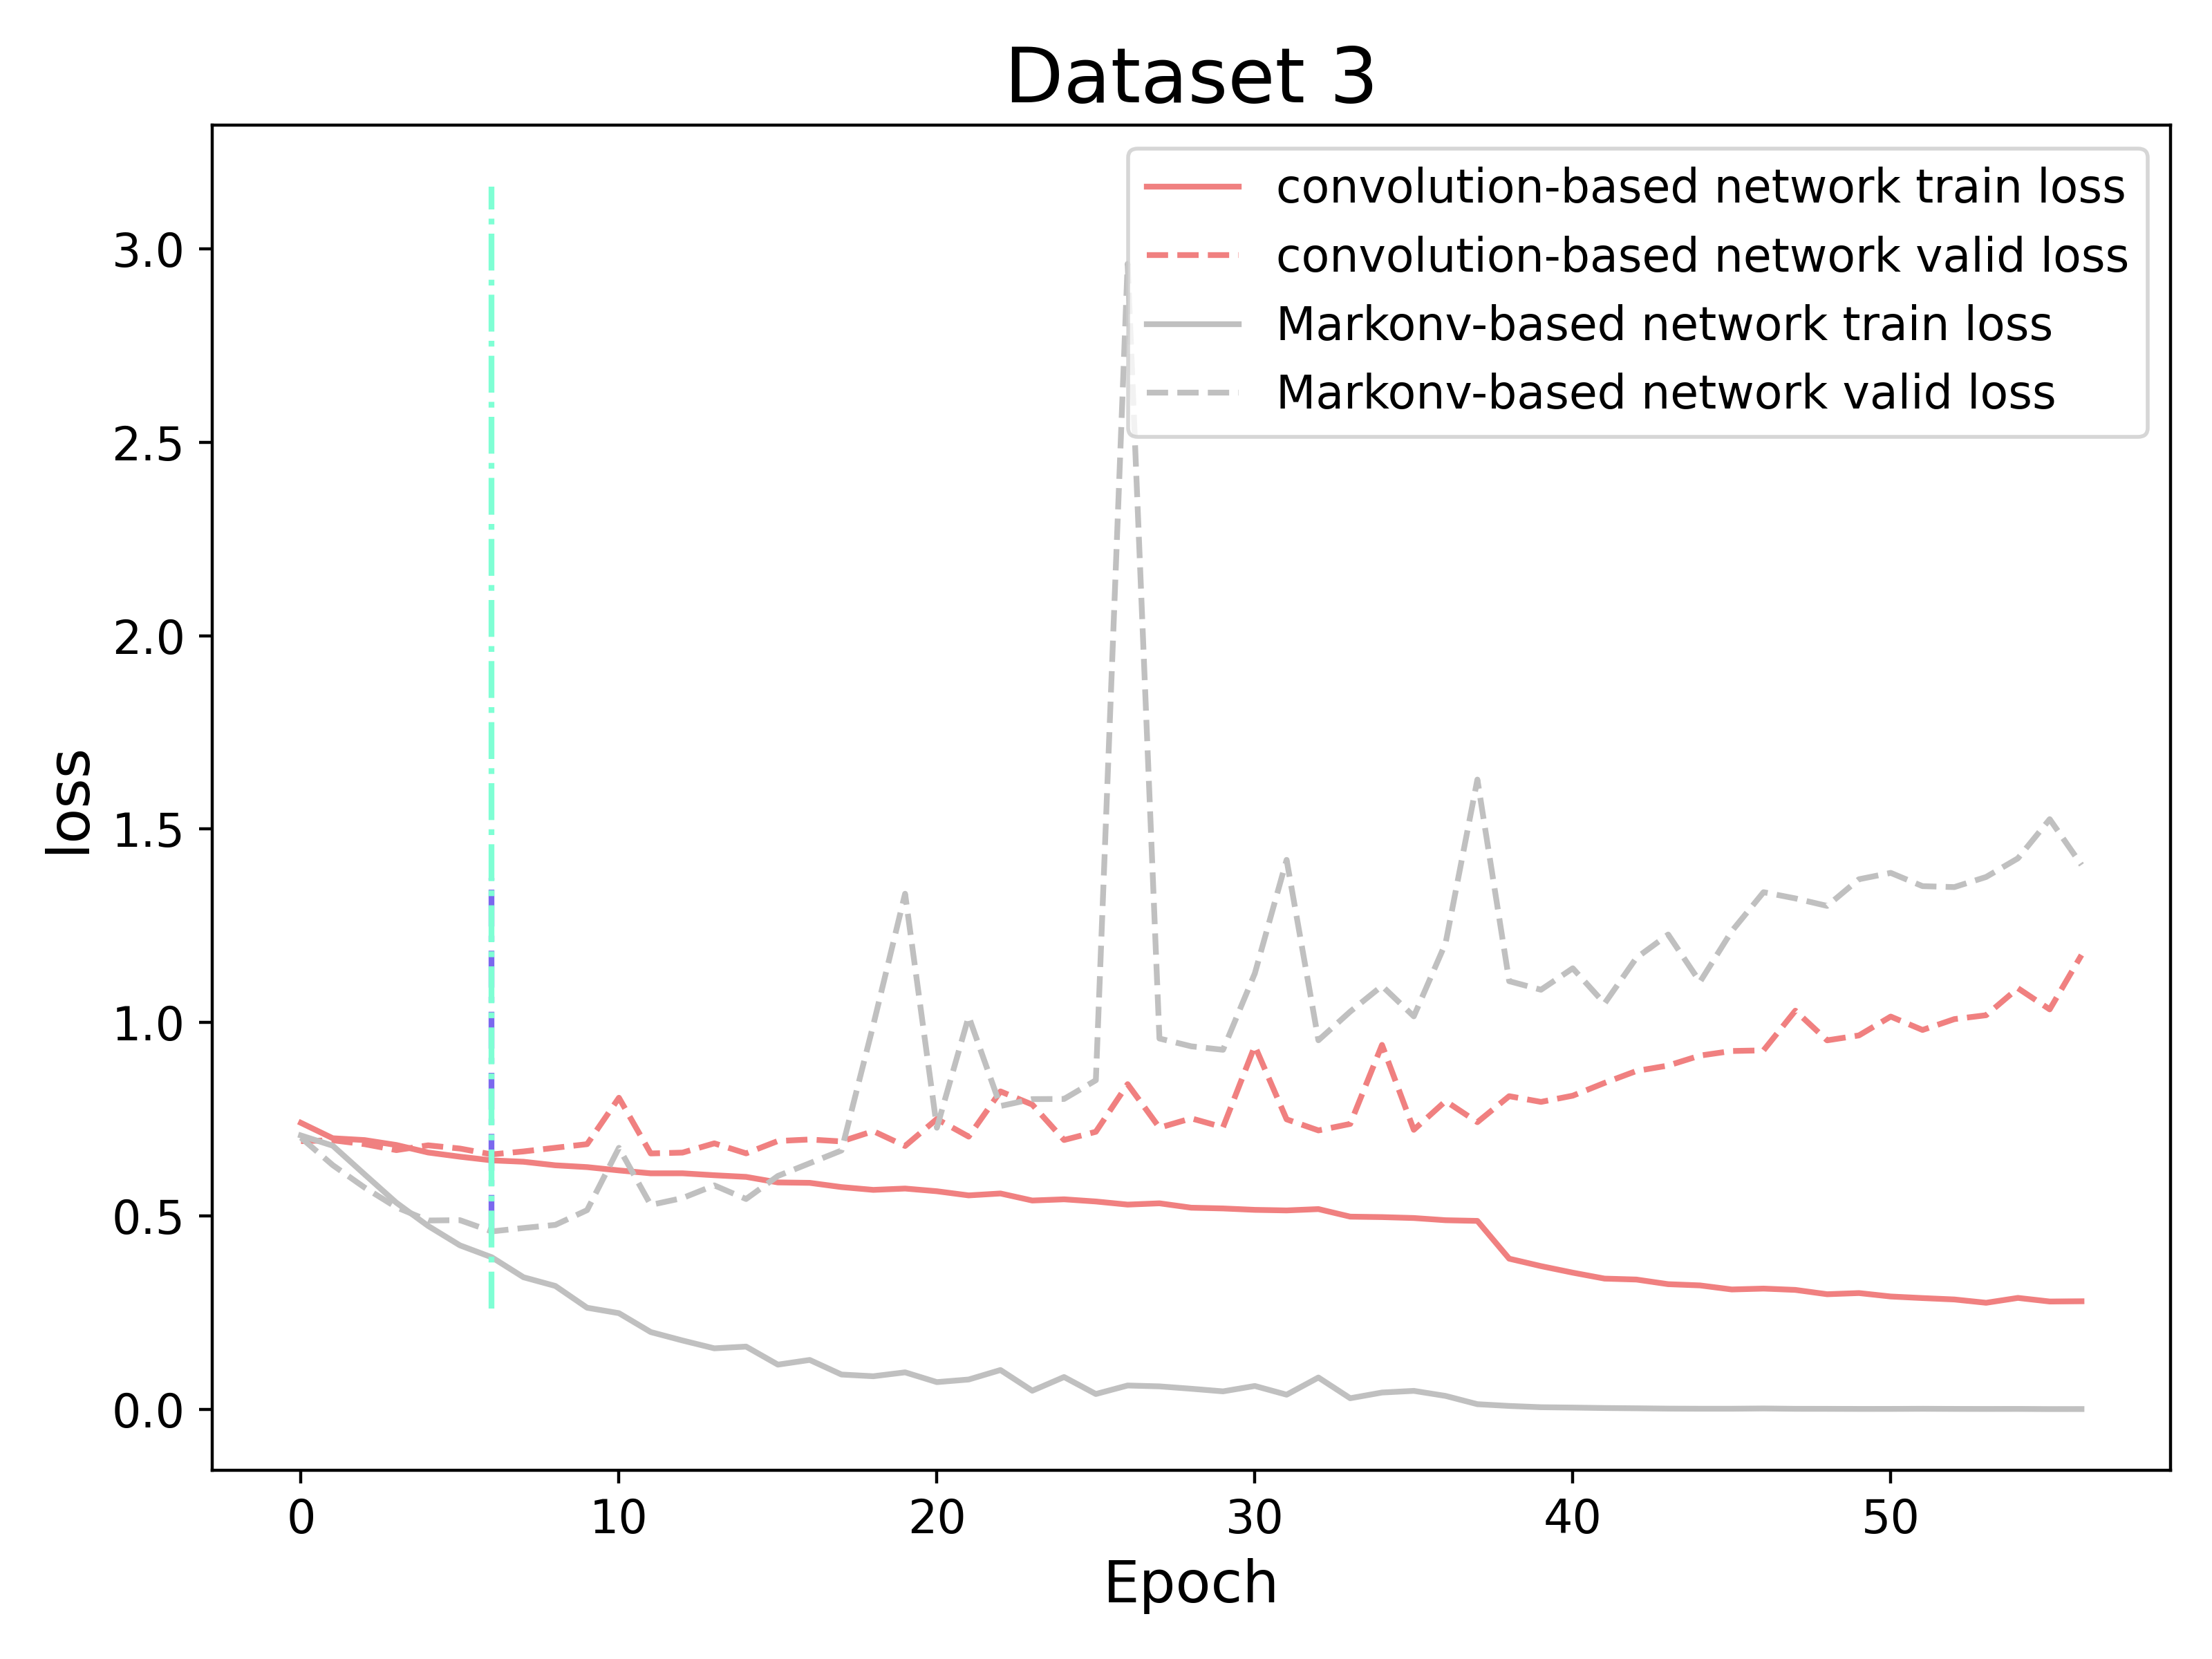 Dataset 3
convolution-based network train loss
convolution-based network valid loss
Markonv-based network train loss
Markonv-based network valid loss
3.0
2.5
2.0
1.5
1.0
0.5
0.0
loss
0 10 20 30 40 50
Epoch